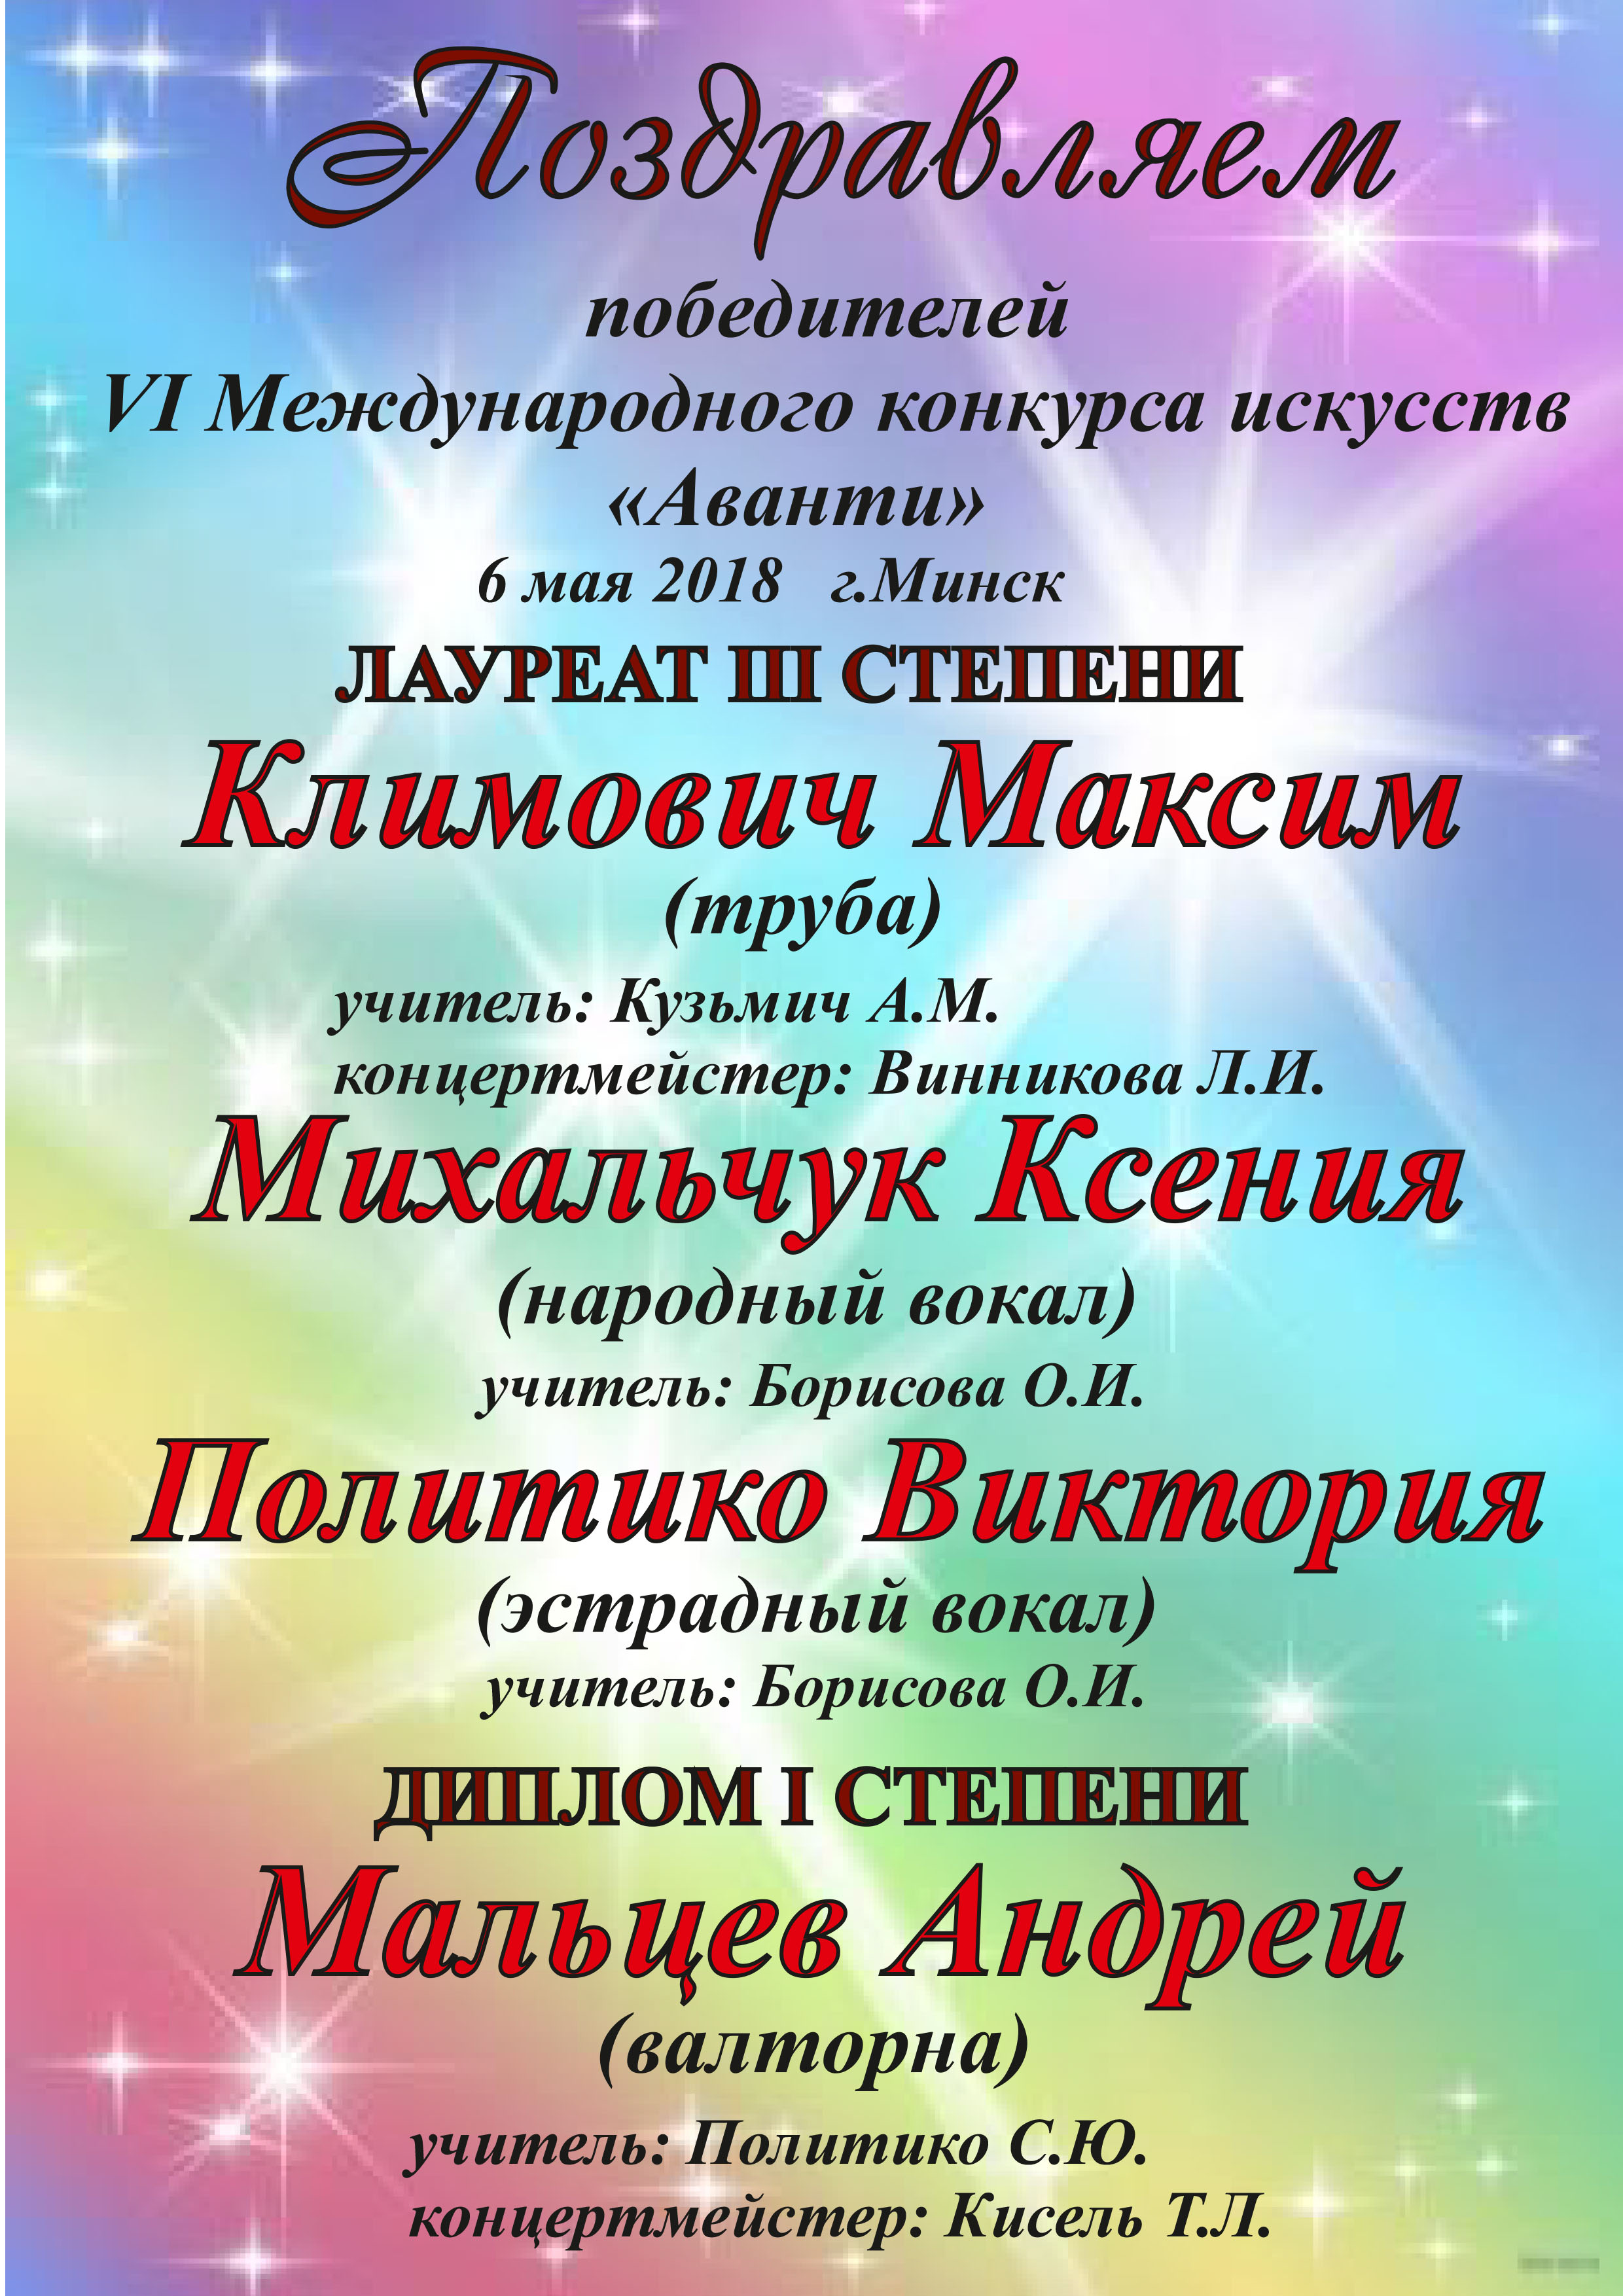 Поздравляем
победителей
VI Международного конкурса искусств
«Аванти»
6 мая 2018 г.Минск
ЛАУРЕАТ III СТЕПЕНИ
Климович Максим
(труба)
учитель: Кузьмич А.М.
концертмейстер: Винникова Л.И.
Михальчук Ксения
(народный вокал)
учитель: Борисова О.И.
Политико Виктория
(эстрадный вокал)
учитель: Борисова О.И.
ДИПЛОМ I СТЕПЕНИ
Мальцев Андрей
(валторна)
учитель: Политико С.Ю.
концертмейстер: Кисель Т.Л.